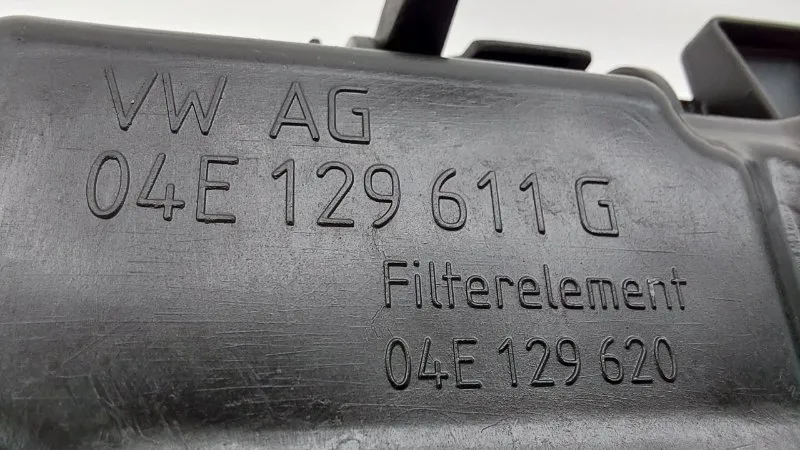 VW AG
04E 129 611 G
Filterelement
04E 129 620